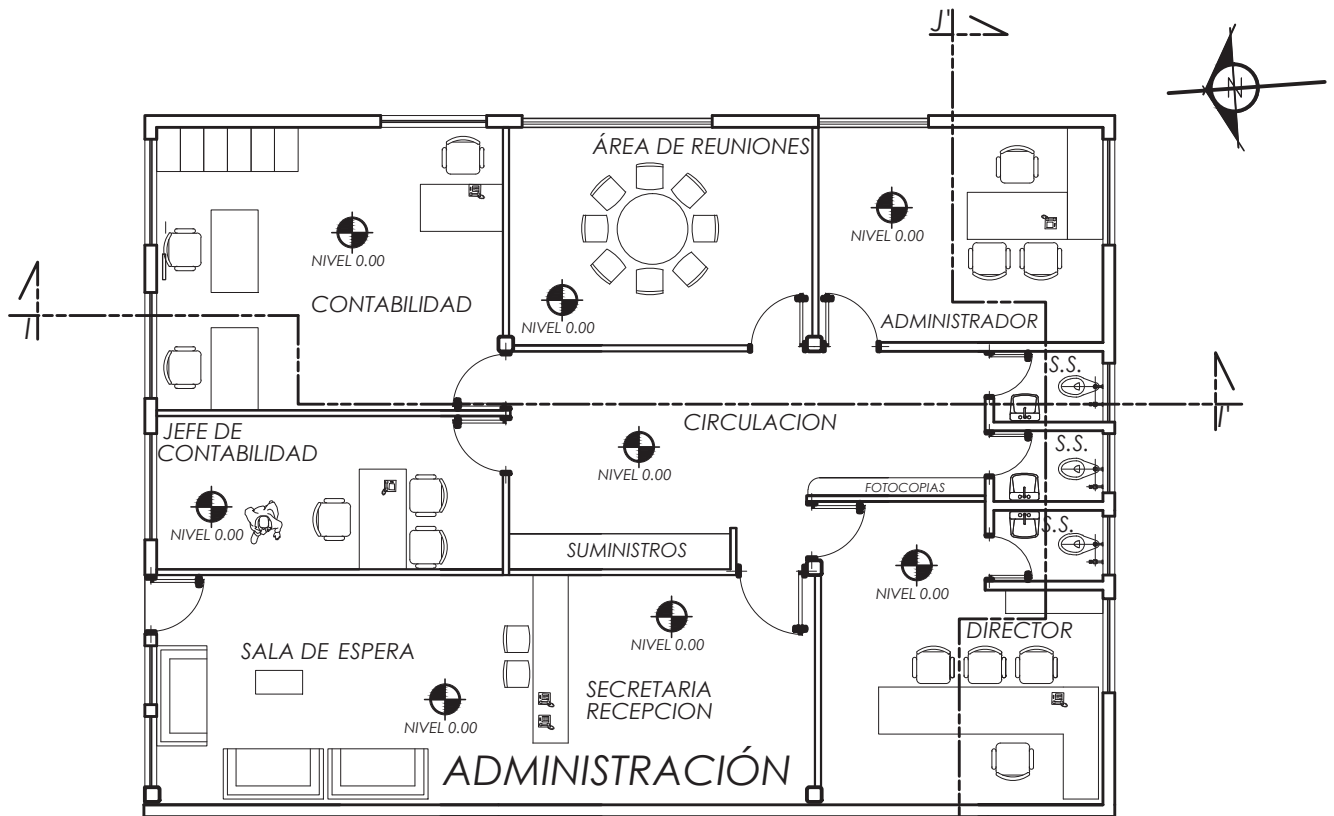 J'
N
ÁREA DE REUNIONES
NIVEL 0.00
NIVEL 0.00
CONTABILIDAD
NIVEL 0.00
ADMINISTRADOR
I
I'
S.S.
CIRCULACION
JEFE DE
CONTABILIDAD
S.S.
NIVEL 0.00
FOTOCOPIAS
NIVEL 0.00
S.S.
SUMINISTROS
NIVEL 0.00
DIRECTOR
SALA DE ESPERA
NIVEL 0.00
SECRETARIA
RECEPCION
NIVEL 0.00
ADMINISTRACIÓN